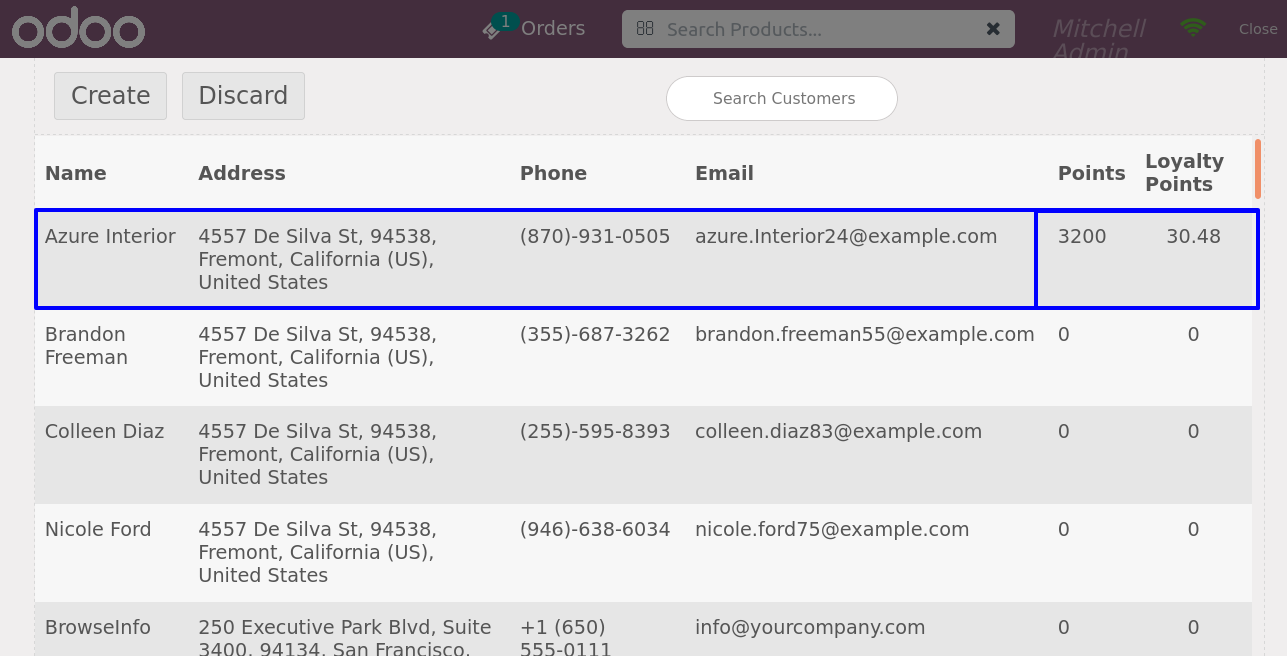 odoo
1 Orders Search Products... Mitchell Admin Close
Create Discard Search Customers
Name Address Phone Email Points Loyalty Points
Azure Interior 4557 De Silva St, 94538, (870)-931-0505 azure.Interior24@example.com 3200 30.48
Fremont, California (US),
United States
Brandon 4557 De Silva St, 94538, (355)-687-3262 brandon.freeman55@example.com 0 0
Freeman Fremont, California (US),
United States
Colleen Diaz 4557 De Silva St, 94538, (255)-595-8393 colleen.diaz83@example.com 0 0
Fremont, California (US),
United States
Nicole Ford 4557 De Silva St, 94538, (946)-638-6034 nicole.ford75@example.com 0 0
Fremont, California (US),
United States
BrowseInfo 250 Executive Park Blvd, Suite +1 (650) info@yourcompany.com 0 0
3400, 94134, San Francisco, 555-0111